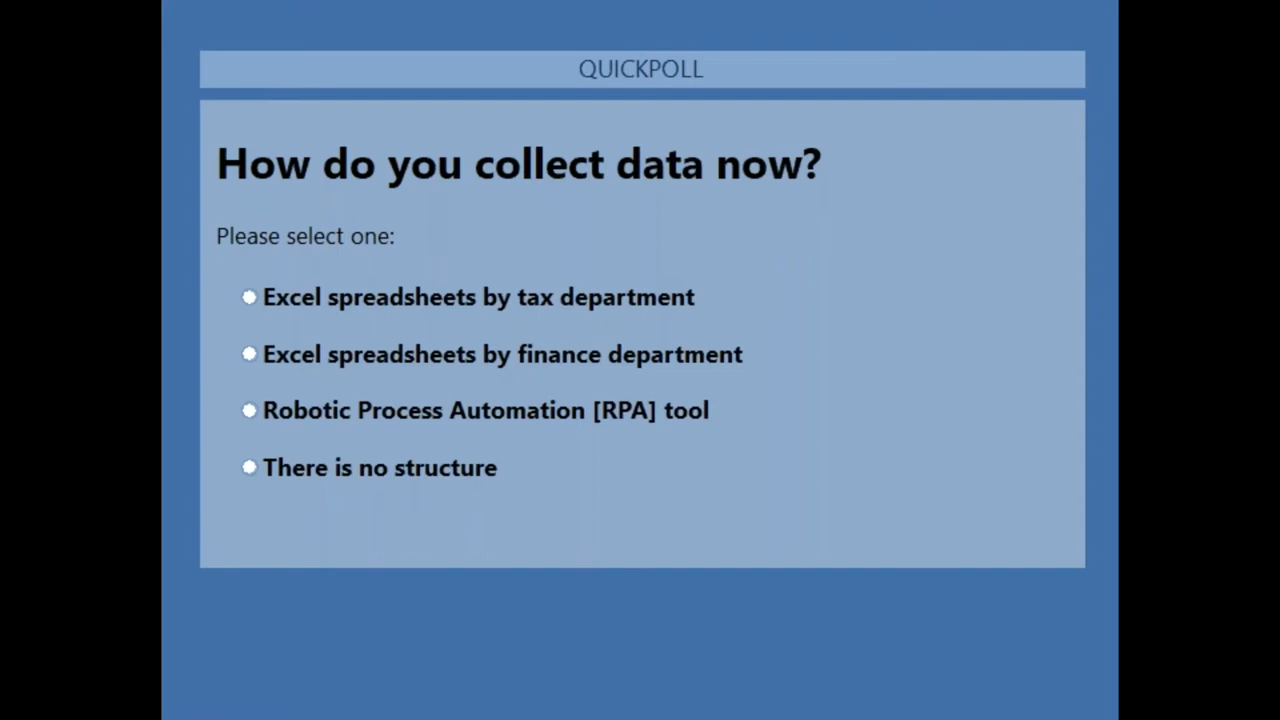 QUICKPOLL
How do you collect data now?
Please select one:
Excel spreadsheets by tax department
Excel spreadsheets by finance department
Robotic Process Automation [RPA] tool
There is no structure